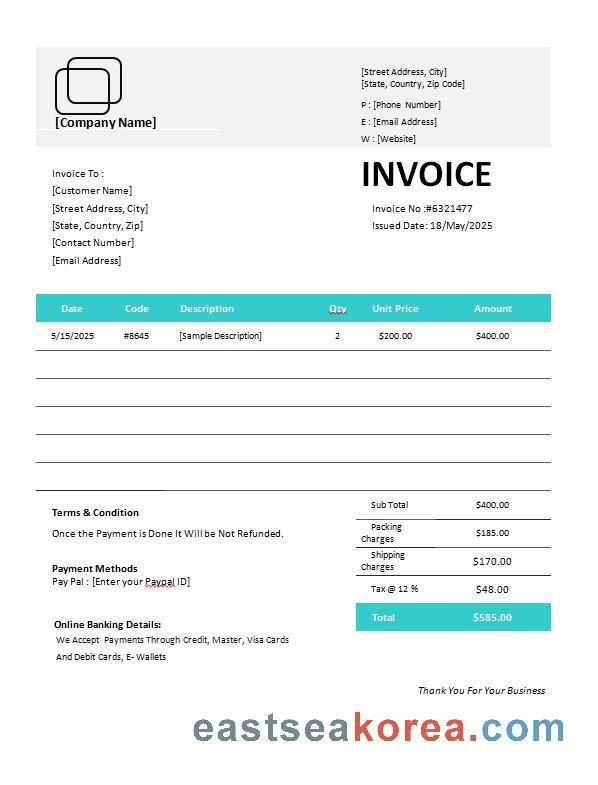 [Company Name]
[Street Address, City]
[State, Country, Zip Code]
P : [Phone Number]
E : [Email Address]
W : [Website]
INVOICE
Invoice No :#6321477
Issued Date: 18/May/2025
Invoice To :
[Customer Name]
[Street Address, City]
[State, Country, Zip]
[Contact Number]
[Email Address]
Date Code Description Qty Unit Price Amount
5/15/2025 #8645 [Sample Description] 2 $200.00 $400.00
Sub Total $400.00
Packing
Charges $185.00
Shipping
Charges $170.00
Tax @ 12 % $48.00
Total $585.00
Terms & Condition
Once the Payment is Done It Will be Not Refunded.
Payment Methods
Pay Pal : [Enter your Paypal ID]
Online Banking Details:
We Accept Payments Through Credit, Master, Visa Cards
And Debit Cards, E- Wallets
Thank You For Your Business
eastseakorea.com